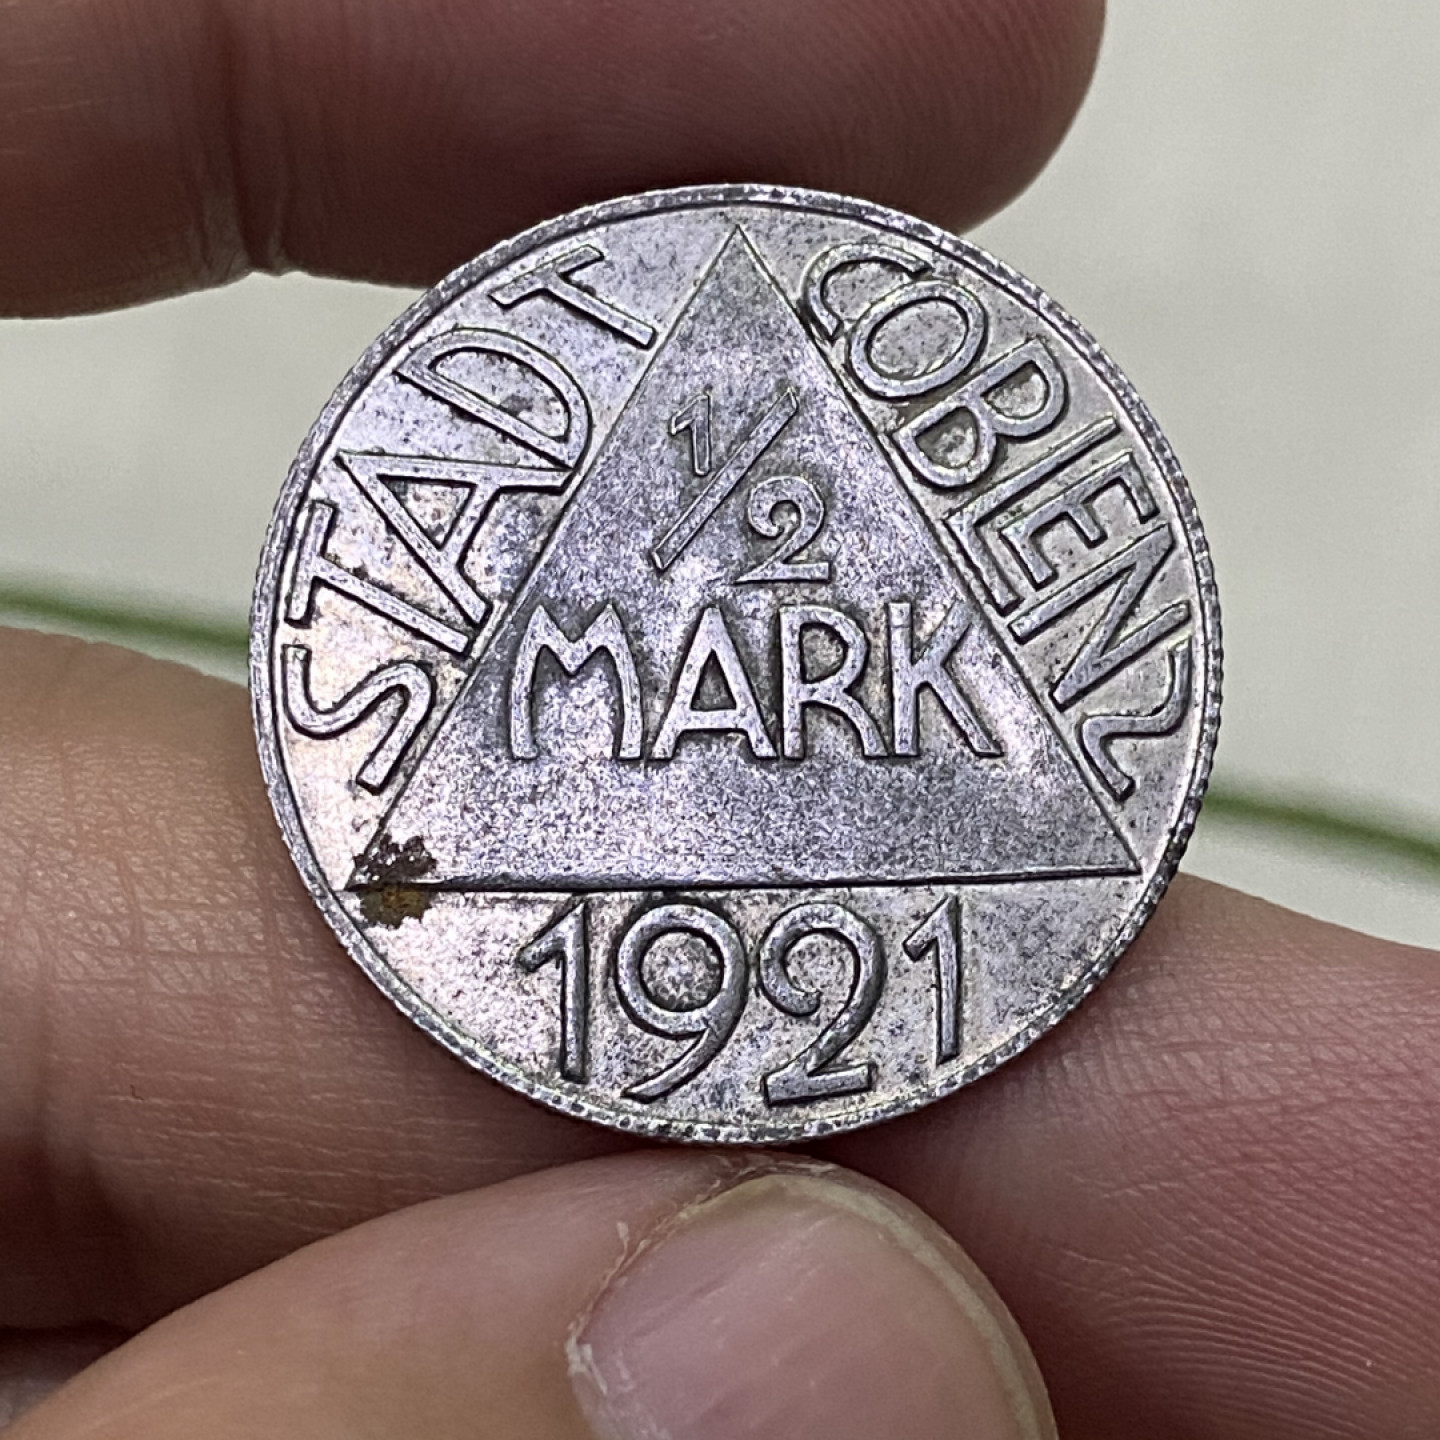 STADT COBLENZ
1/2
MARK
1921